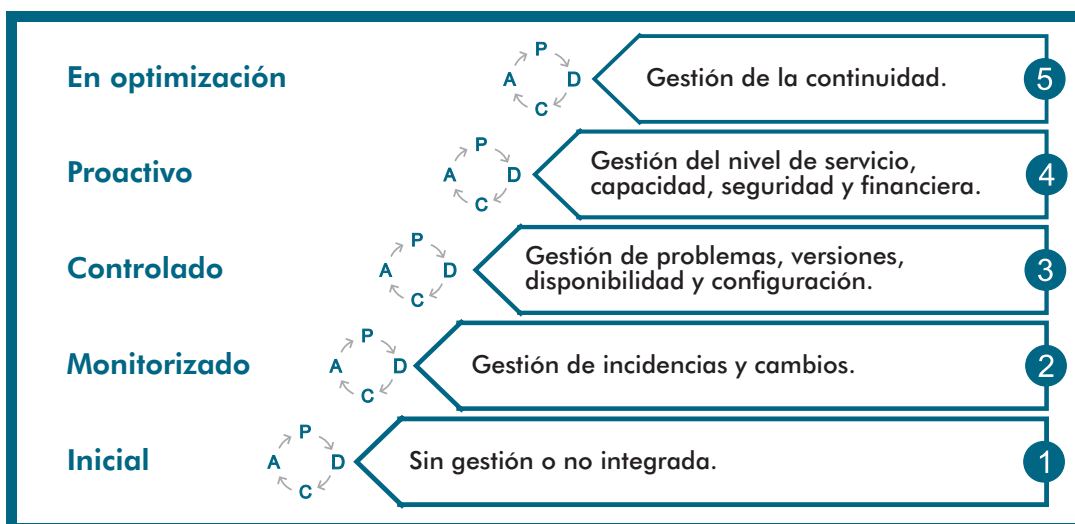 En optimización
P
A D
C
Gestión de la continuidad.
5
Proactivo
P
A D
C
Gestión del nivel de servicio,
capacidad, seguridad y financiera.
4
Controlado
P
A D
C
Gestión de problemas, versiones,
disponibilidad y configuración.
3
Monitorizado
P
A D
C
Gestión de incidencias y cambios.
2
Inicial
P
A D
C
Sin gestión o no integrada.
1